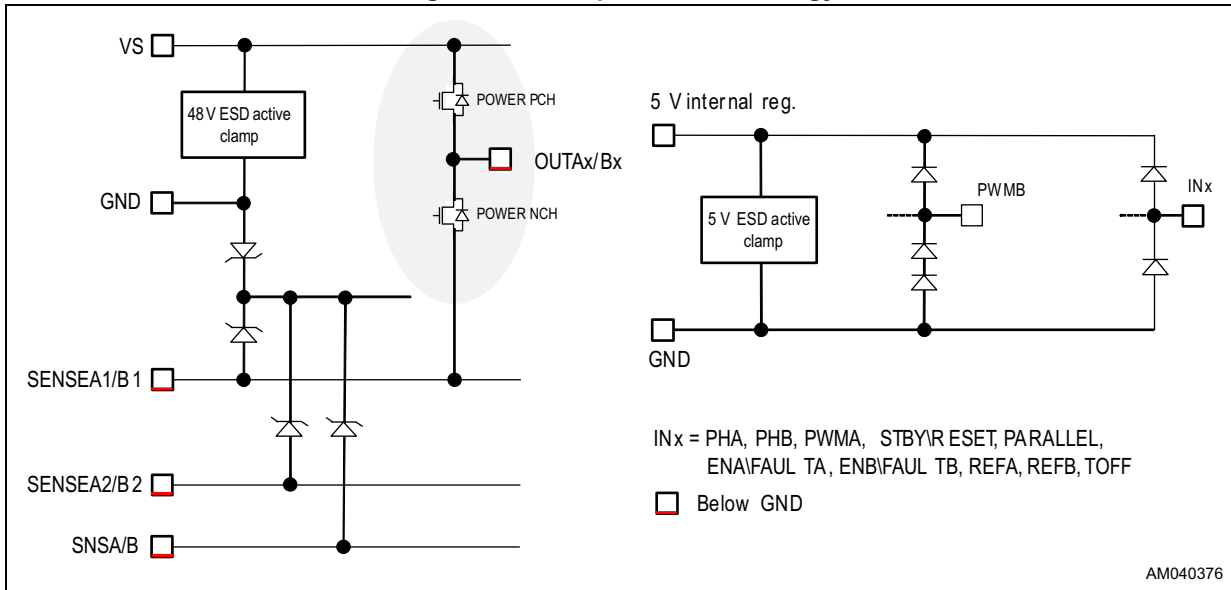 VS
48 V ESD active
clamp
GND
SENSEA1/B1
SENSEA2/B2
SNSA/B
POWER PCH
OUTAx/Bx
POWER NCH
5 V internal reg.
5 V ESD active
clamp
PWMB
INx
GND
INx = PHA, PHB, PWMA, STBY\RESET, PARALLEL,
ENA\FAULTA, ENB\FAULTB, REFA, REFB, TOFF
Below GND
AM040376